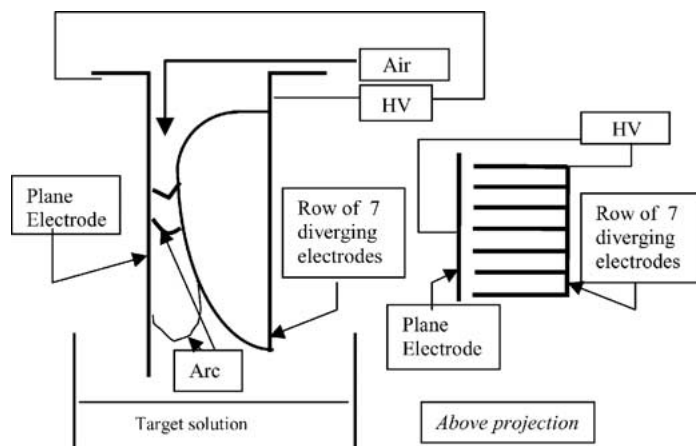 Air
HV
HV
Plane
Electrode
Row of 7
diverging
electrodes
Row of 7
diverging
electrodes
Plane
Electrode
Arc
Target solution
Above projection